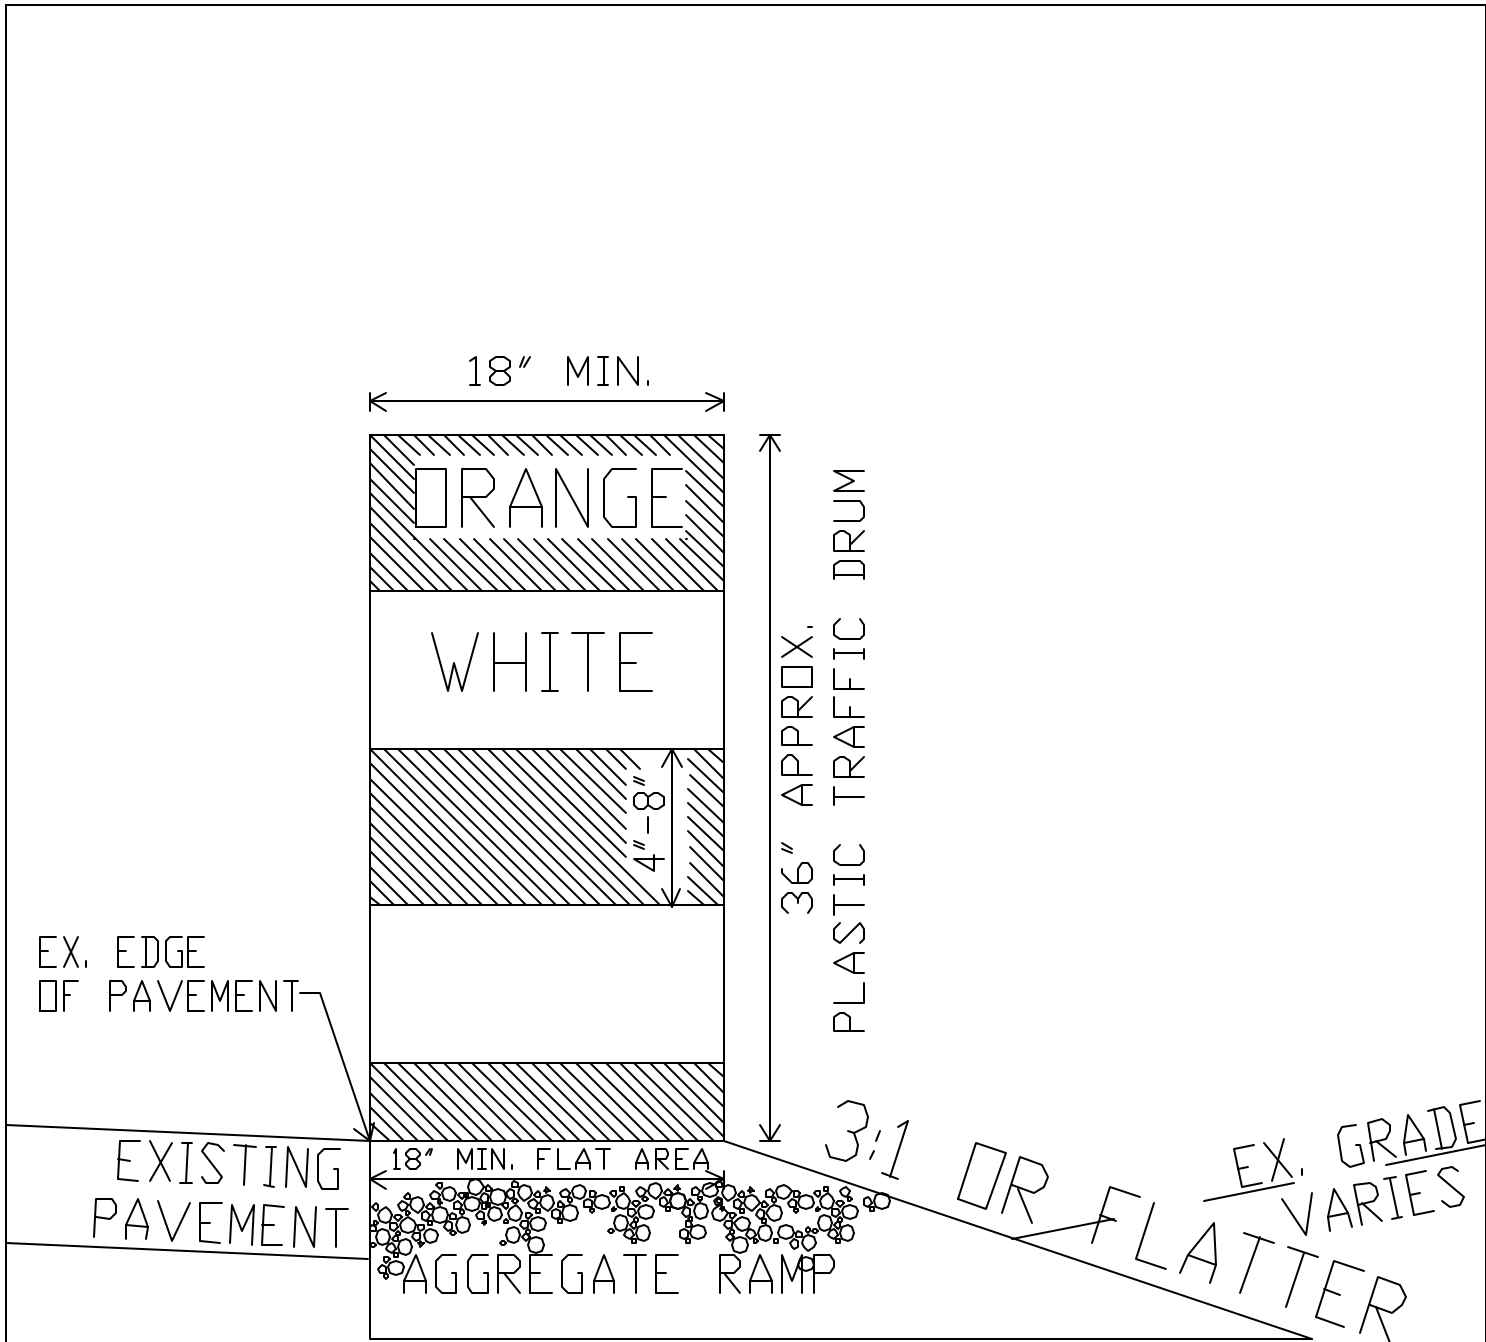 18" MIN.
ORANGE
WHITE
4"-8"
36" APPROX.
PLASTIC TRAFFIC DRUM
EX. EDGE
OF PAVEMENT
EXISTING
PAVEMENT
18" MIN. FLAT AREA
AGGREGATE RAMP
3:1 OR FLATTER
EX. GRADE
VARIES